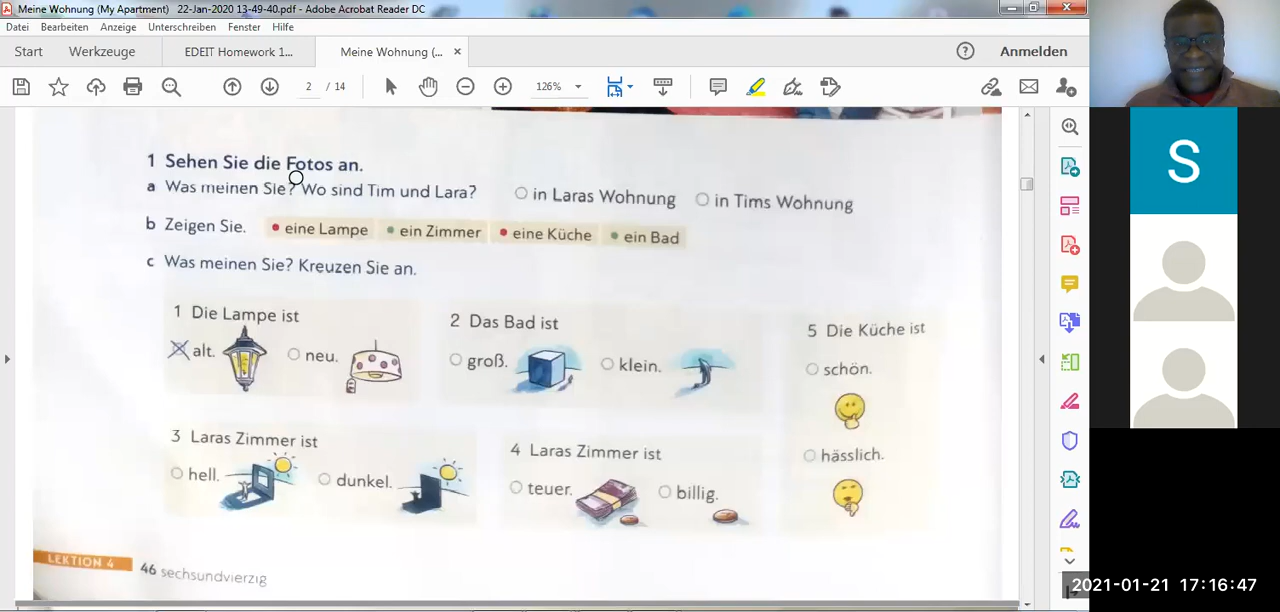 Meine Wohnung (My Apartment) 22-Jan-2020 13-49-40.pdf - Adobe Acrobat Reader DC
Datei Bearbeiten Anzeige Unterschreiben Fenster Hilfe
Start Werkzeuge EDEIT Homework 1... Meine Wohnung (... × Anmelden
2 / 14 126%
1 Sehen Sie die Fotos an.
a Was meinen Sie? Wo sind Tim und Lara? in Laras Wohnung in Tims Wohnung
b Zeigen Sie. • eine Lampe • ein Zimmer • eine Küche • ein Bad
c Was meinen Sie? Kreuzen Sie an.
1 Die Lampe ist
alt. neu.
2 Das Bad ist
groß. klein.
3 Laras Zimmer ist
hell. dunkel.
4 Laras Zimmer ist
teuer. billig.
5 Die Küche ist
schön.
hässlich.
LEKTION 4 46 sechsundvierzig
S
2021-01-21 17:16:47